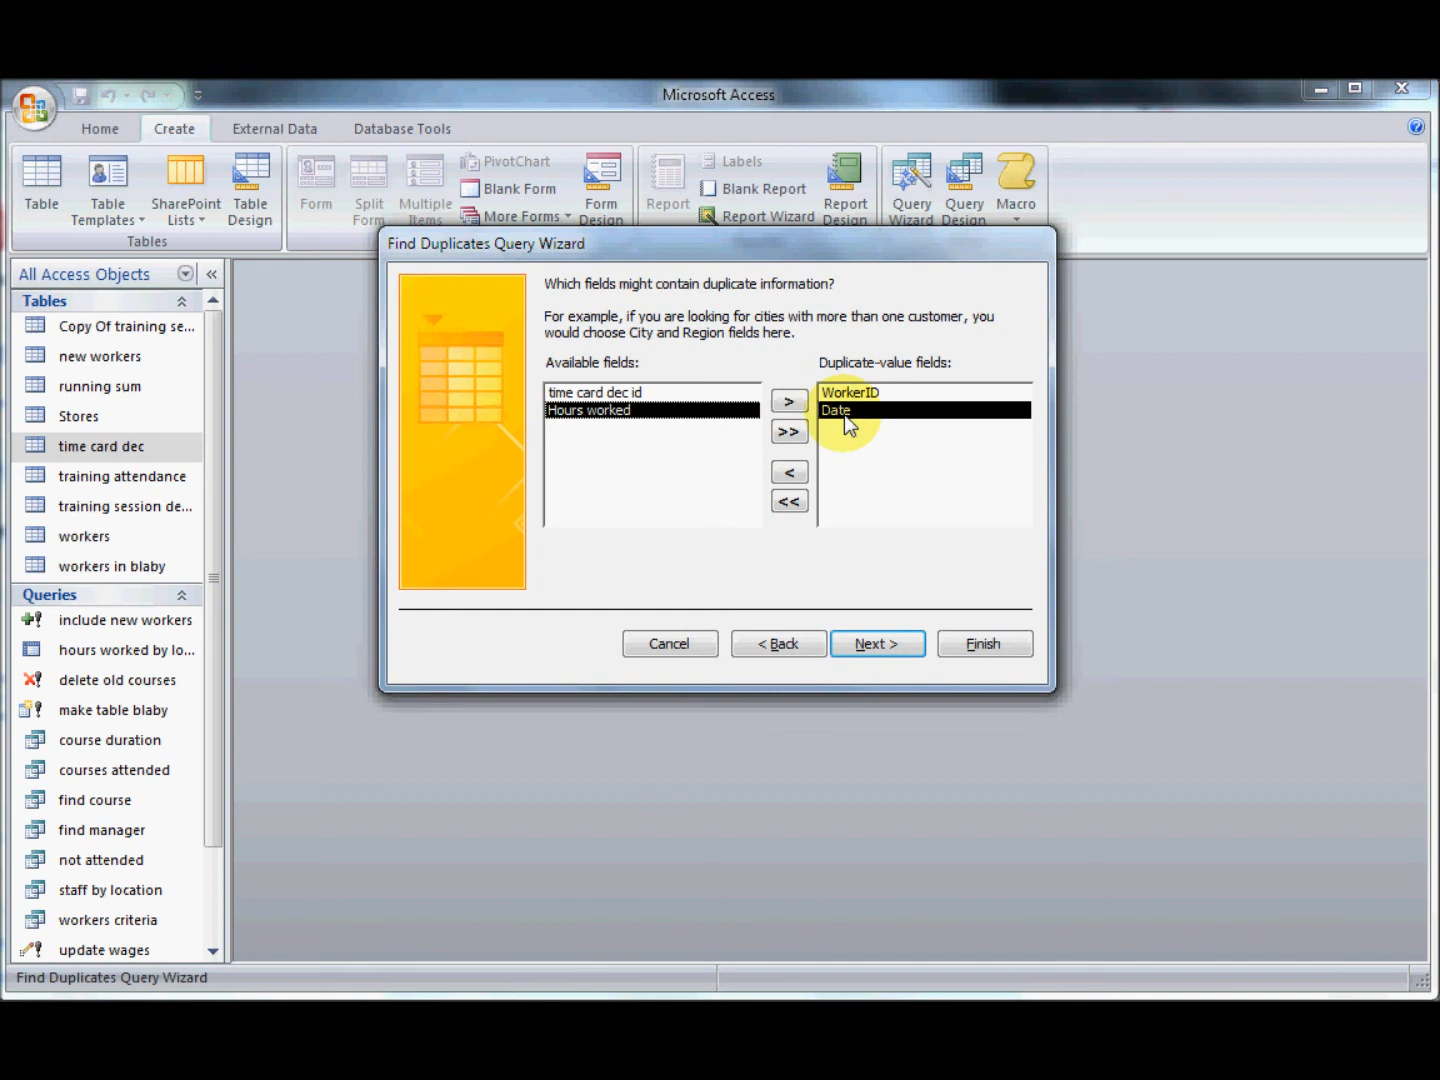 Microsoft Access
Home Create External Data Database Tools
Table
Table Templates
SharePoint Lists
Table Design
Tables
Form
Split Form
Multiple Items
PivotChart
Blank Form
More Forms
Form Design
Report
Labels
Blank Report
Report Wizard
Report Design
Query Wizard
Query Design
Macro
All Access Objects «
Tables
Copy Of training se...
new workers
running sum
Stores
time card dec
training attendance
training session de...
workers
workers in blaby
Queries
include new workers
hours worked by lo...
delete old courses
make table blaby
course duration
courses attended
find course
find manager
not attended
staff by location
workers criteria
update wages
Find Duplicates Query Wizard
Which fields might contain duplicate information?
For example, if you are looking for cities with more than one customer, you
would choose City and Region fields here.
Available fields:
time card dec id
Hours worked
>
>>
<
<<
Duplicate-value fields:
WorkerID
Date
Cancel
< Back
Next >
Finish
Find Duplicates Query Wizard